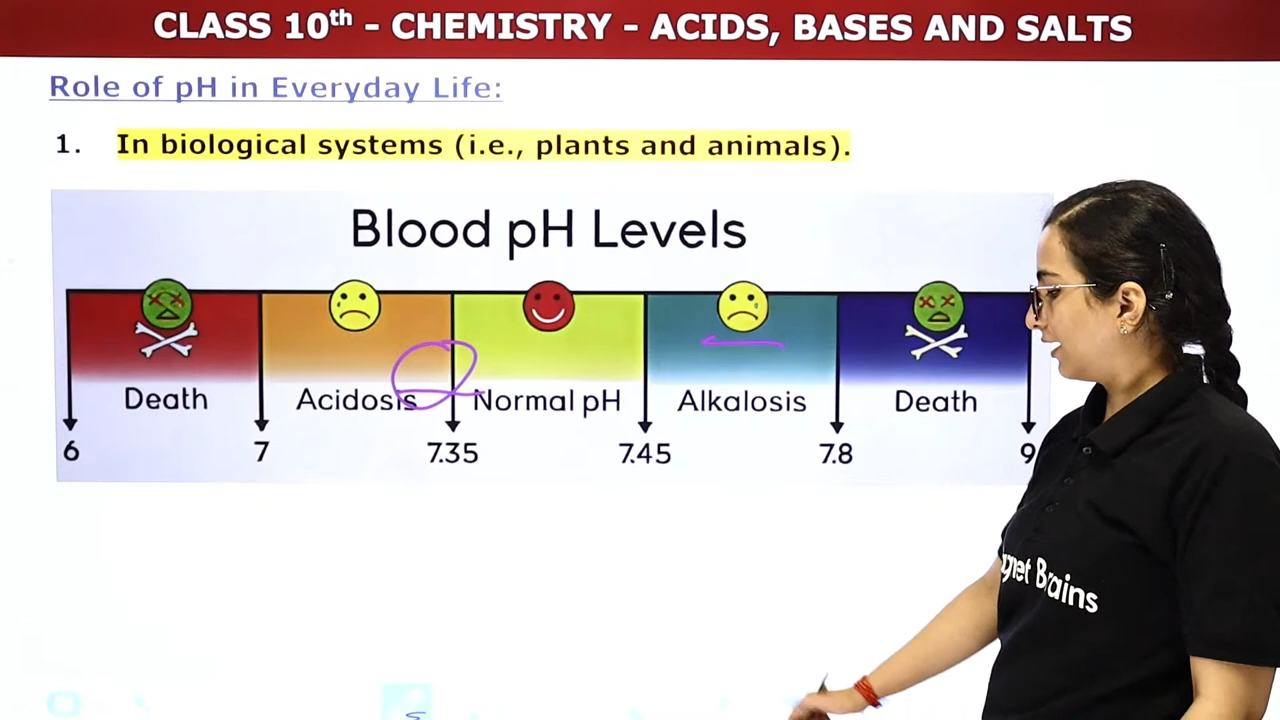 CLASS 10th - CHEMISTRY - ACIDS, BASES AND SALTS
Role of pH in Everyday Life:
1. In biological systems (i.e., plants and animals).
Blood pH Levels
Death Acidosis Normal pH Alkalosis Death
6 7 7.35 7.45 7.8 9
gnet Brains